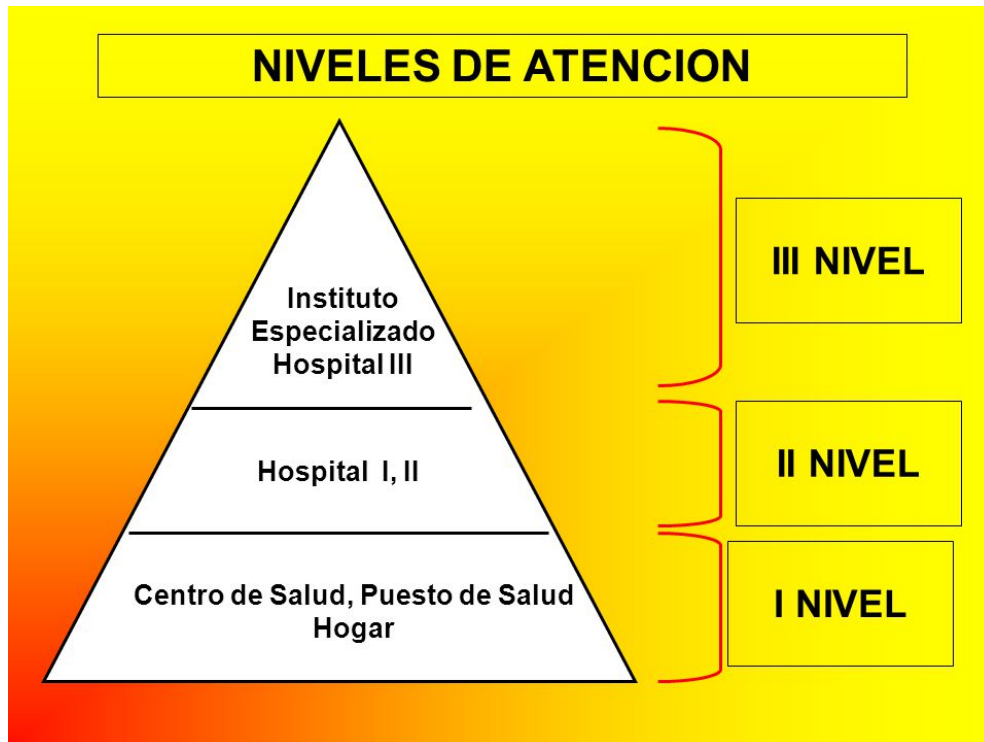 NIVELES DE ATENCION
Instituto
Especializado
Hospital III
III NIVEL
Hospital I, II
II NIVEL
Centro de Salud, Puesto de Salud
Hogar
I NIVEL